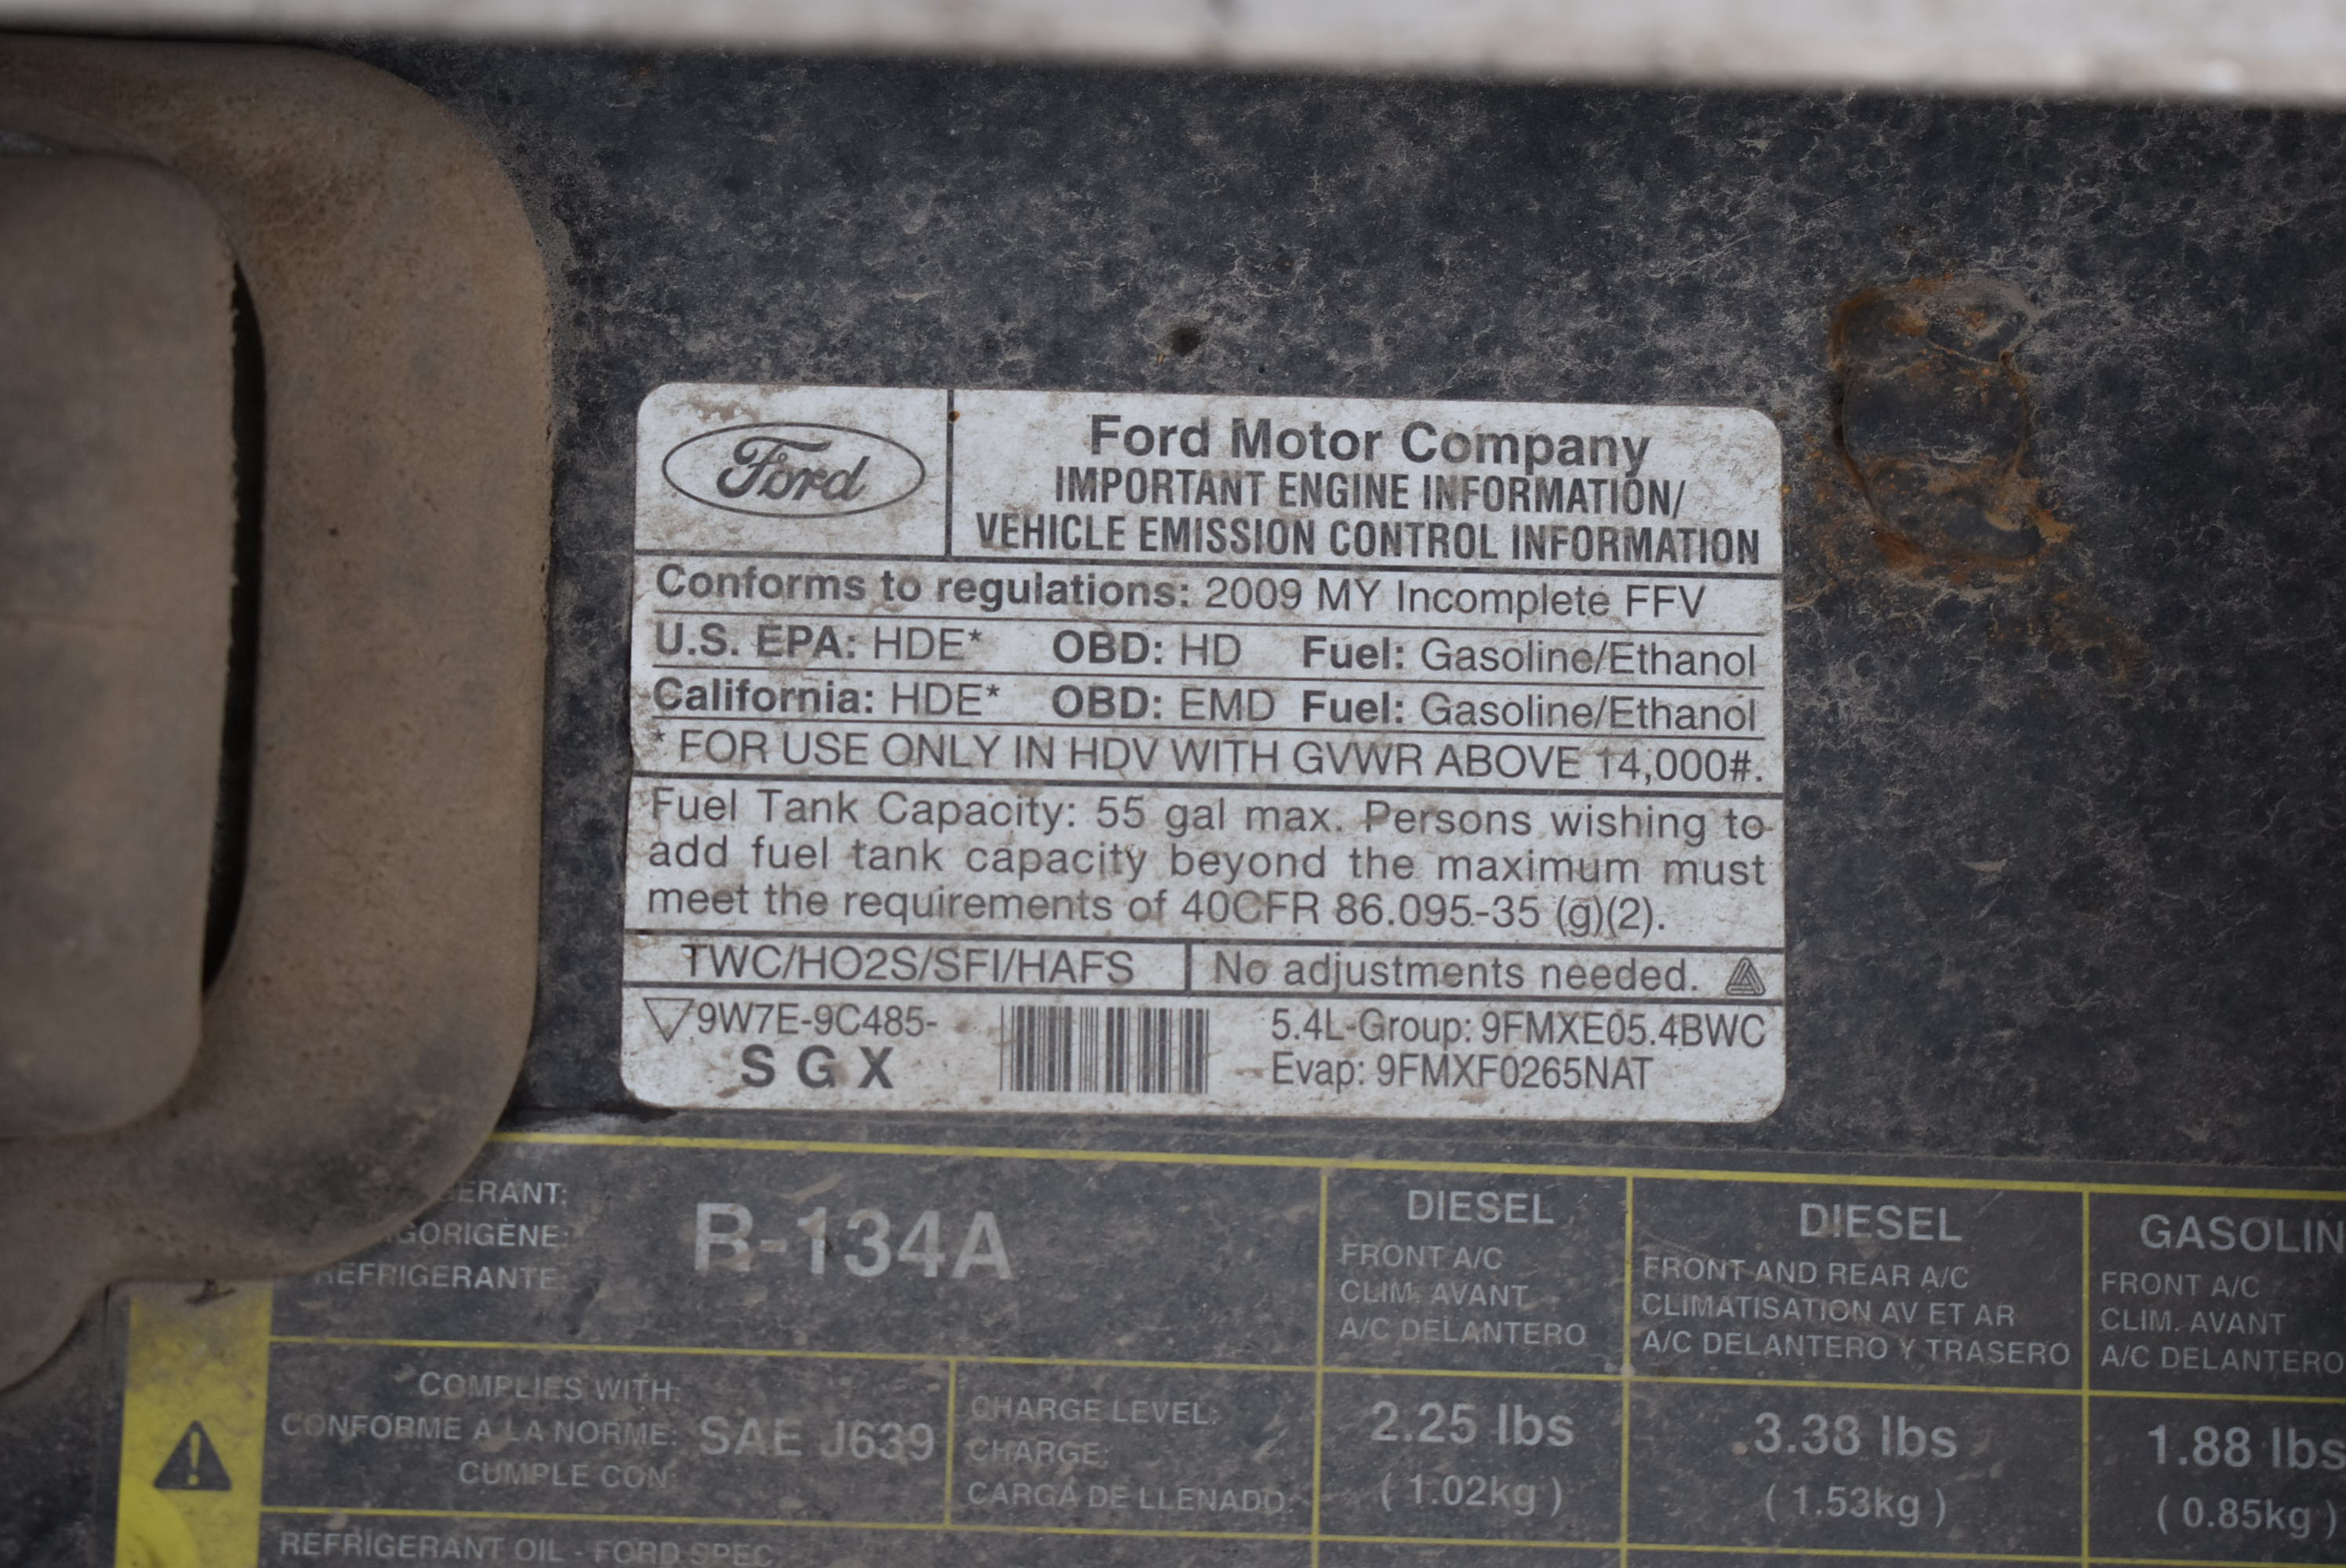 Ford
Ford Motor Company
IMPORTANT ENGINE INFORMATION/
VEHICLE EMISSION CONTROL INFORMATION
Conforms to regulations: 2009 MY Incomplete FFV
U.S. EPA: HDE* OBD: HD Fuel: Gasoline/Ethanol
California: HDE* OBD: EMD Fuel: Gasoline/Ethanol
* FOR USE ONLY IN HDV WITH GVWR ABOVE 14,000#.
Fuel Tank Capacity: 55 gal max. Persons wishing to
add fuel tank capacity beyond the maximum must
meet the requirements of 40CFR 86.095-35 (g)(2).
TWC/HO2S/SFI/HAFS No adjustments needed.
9W7E-9C485-
SGX
5.4L-Group: 9FMXE05.4BWC
Evap: 9FMXF0265NAT
ERANT:
GORIGÈNE:
REFRIGERANTE:
R-134A
DIESEL
FRONT A/C
CLIM. AVANT
A/C DELANTERO
DIESEL
FRONT AND REAR A/C
CLIMATISATION AV ET AR
A/C DELANTERO Y TRASERO
GASOLIN
FRONT A/C
CLIM. AVANT
A/C DELANTERO
COMPLIES WITH:
CONFORME À LA NORME:
CUMPLE CON:
SAE J639
CHARGE LEVEL:
CHARGE:
CARGA DE LLENADO:
2.25 lbs
(1.02kg)
3.38 lbs
(1.53kg)
1.88 lbs
(0.85kg)
REFRIGERANT OIL - FORD SPEC